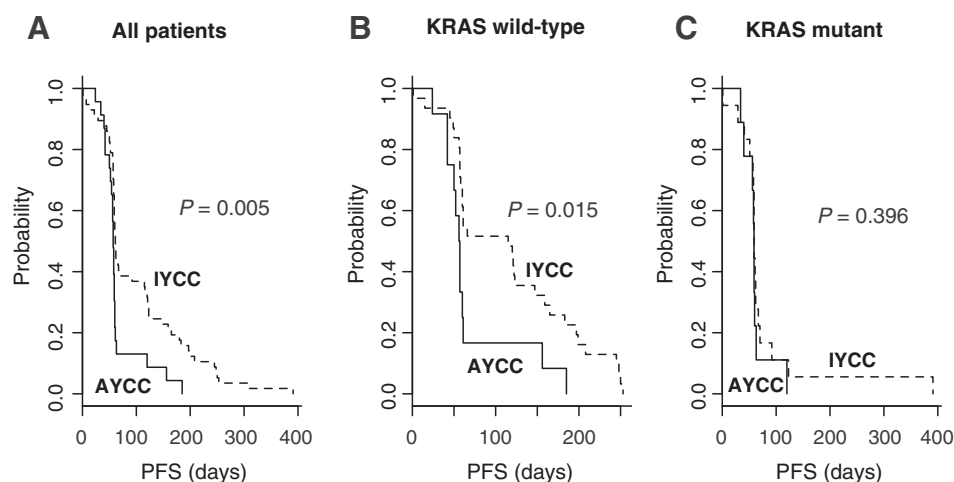 A All patients
Probability
1.0
0.8
0.6
0.4
0.2
0.0
P = 0.005
IYCC
AYCC
0 100 200 300 400
PFS (days)
B KRAS wild-type
Probability
1.0
0.8
0.6
0.4
0.2
0.0
P = 0.015
IYCC
AYCC
0 100 200
PFS (days)
C KRAS mutant
Probability
1.0
0.8
0.6
0.4
0.2
0.0
P = 0.396
IYCC
AYCC
0 100 200 300 400
PFS (days)